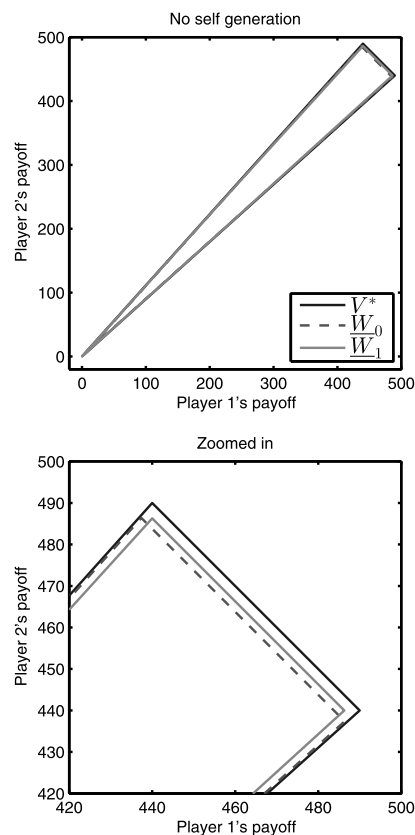 No self generation
500
400
300
200
100
0
Player 2's payoff
V*
W₀
W₁
0 100 200 300 400 500
Player 1's payoff
Zoomed in
500
490
480
470
460
450
440
430
420
Player 2's payoff
420 440 460 480 500
Player 1's payoff